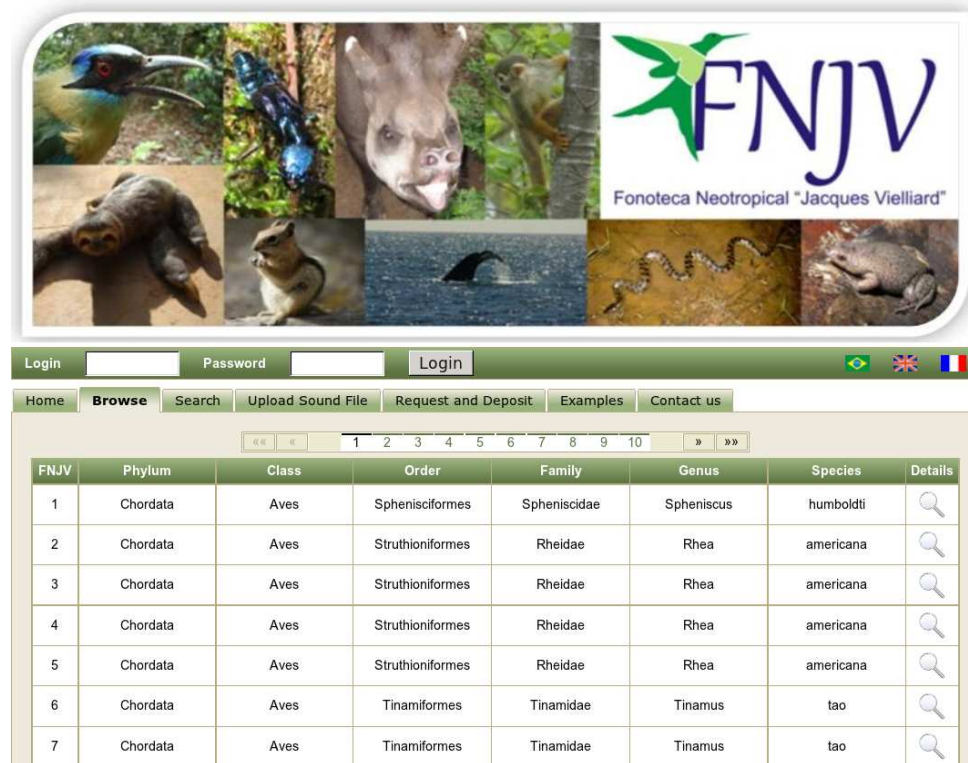 FNJV
Fonoteca Neotropical "Jacques Vielliard"
Login Password Login
Home Browse Search Upload Sound File Request and Deposit Examples Contact us
«« « 1 2 3 4 5 6 7 8 9 10 » »»
FNJV Phylum Class Order Family Genus Species Details
1 Chordata Aves Sphenisciformes Spheniscidae Spheniscus humboldti
2 Chordata Aves Struthioniformes Rheidae Rhea americana
3 Chordata Aves Struthioniformes Rheidae Rhea americana
4 Chordata Aves Struthioniformes Rheidae Rhea americana
5 Chordata Aves Struthioniformes Rheidae Rhea americana
6 Chordata Aves Tinamiformes Tinamidae Tinamus tao
7 Chordata Aves Tinamiformes Tinamidae Tinamus tao